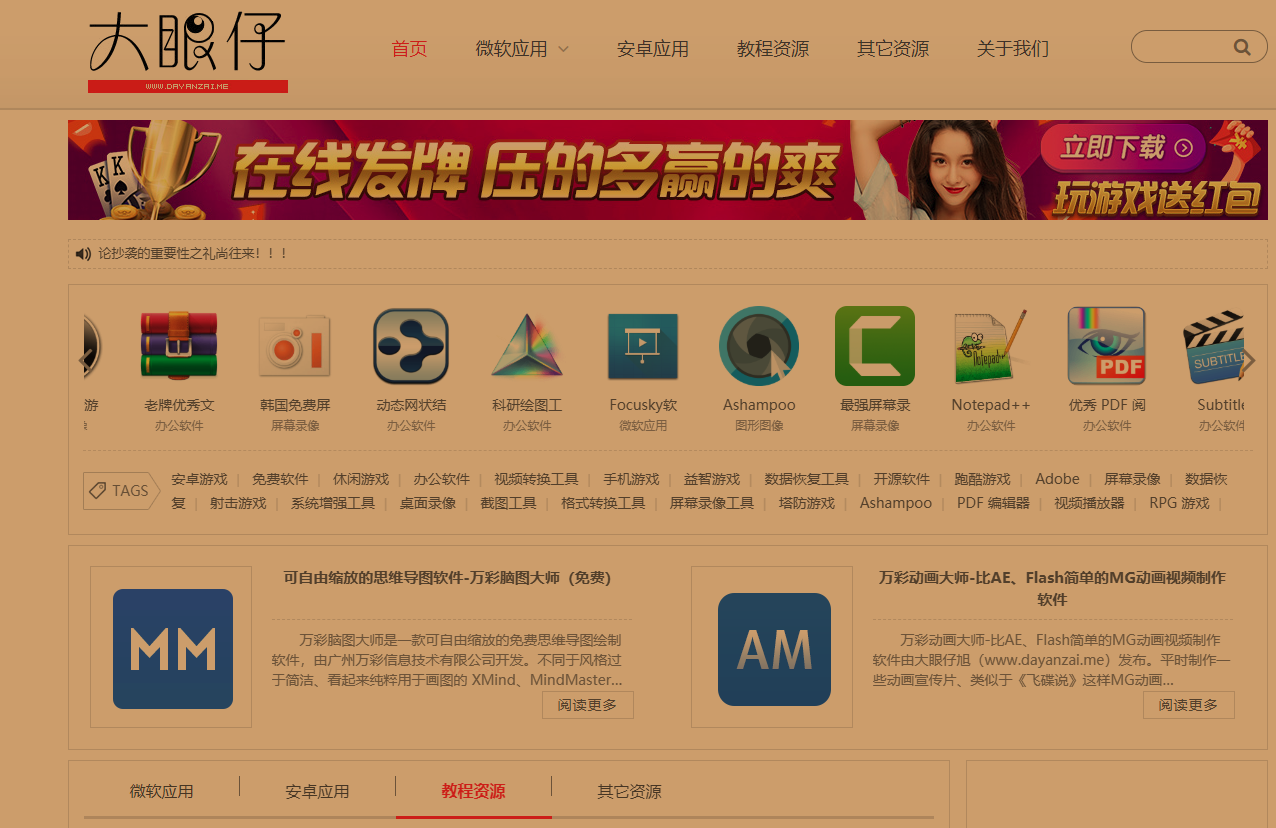 大眼仔
WWW.DAYANZAI.ME
首页 微软应用 安卓应用 教程资源 其它资源 关于我们
K K
在线发牌 压的多赢的爽
立即下载
玩游戏送红包
论抄袭的重要性之礼尚往来！！！
Notepad++
PDF
SUBTITLE
游 老牌优秀文 韩国免费屏 动态网状结 科研绘图工 Focusky软 Ashampoo 最强屏幕录 Notepad++ 优秀 PDF 阅 Subtitle
办公软件 屏幕录像 办公软件 办公软件 微软应用 图形图像 屏幕录像 办公软件 办公软件 办公软件
TAGS
安卓游戏 | 免费软件 | 休闲游戏 | 办公软件 | 视频转换工具 | 手机游戏 | 益智游戏 | 数据恢复工具 | 开源软件 | 跑酷游戏 | Adobe | 屏幕录像 | 数据恢
复 | 射击游戏 | 系统增强工具 | 桌面录像 | 截图工具 | 格式转换工具 | 屏幕录像工具 | 塔防游戏 | Ashampoo | PDF 编辑器 | 视频播放器 | RPG 游戏 |
MM
可自由缩放的思维导图软件-万彩脑图大师（免费）
万彩脑图大师是一款可自由缩放的免费思维导图绘制
软件，由广州万彩信息技术有限公司开发。不同于风格过
于简洁、看起来纯粹用于画图的 XMind、MindMaster...
阅读更多
AM
万彩动画大师-比AE、Flash简单的MG动画视频制作
软件
万彩动画大师-比AE、Flash简单的MG动画视频制作
软件由大眼仔旭（www.dayanzai.me）发布。平时制作一
些动画宣传片、类似于《飞碟说》这样MG动画...
阅读更多
微软应用 安卓应用 教程资源 其它资源